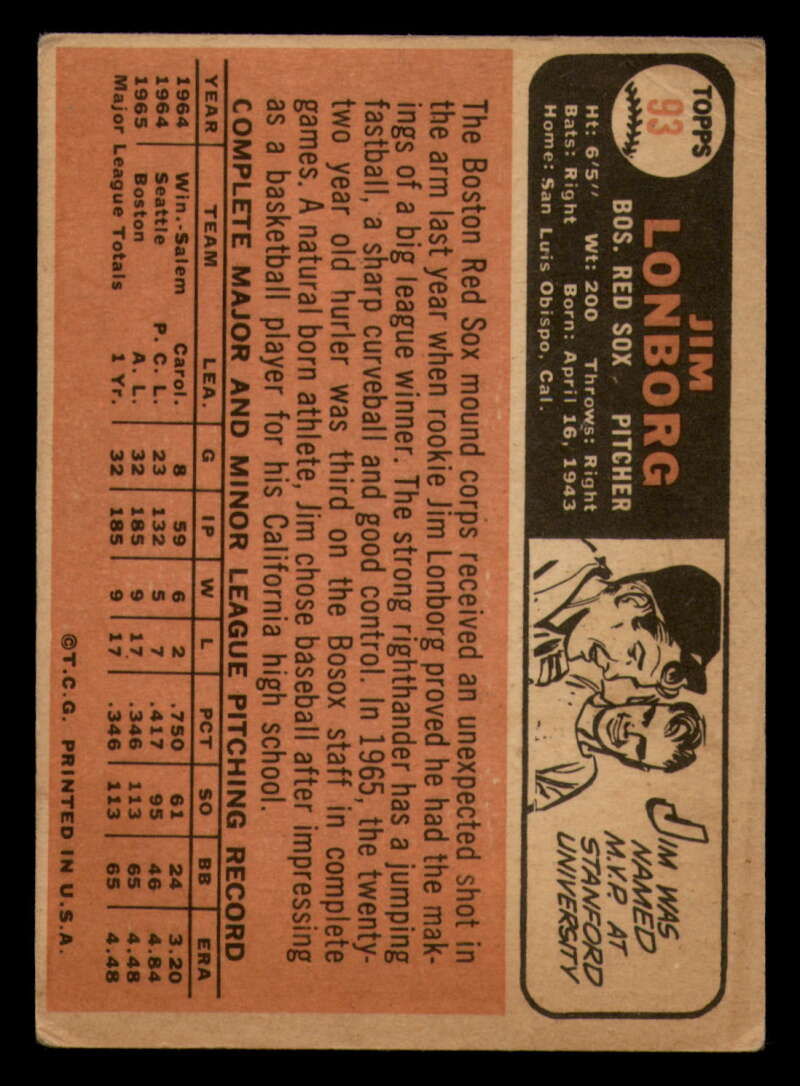 TOPPS
93
JIM
LONBORG
BOS. RED SOX PITCHER
Ht: 6'5" Wt: 200 Throws: Right
Bats: Right Born: April 16, 1943
Home: San Luis Obispo, Cal.
JIM WAS
NAMED
M.V.P. AT
STANFORD
UNIVERSITY
The Boston Red Sox mound corps received an unexpected shot in
the arm last year when rookie Jim Lonborg proved he had the mak-
ings of a big league winner. The strong righthander has a jumping
fastball, a sharp curveball and good control. In 1965, the twenty-
two year old hurler was third on the Bosox staff in complete
games. A natural born athlete, Jim chose baseball after impressing
as a basketball player for his California high school.
COMPLETE MAJOR AND MINOR LEAGUE PITCHING RECORD
YEAR TEAM LEA. G IP W L PCT SO BB ERA
1964 Win.-Salem Carol. 8 59 6 2 .750 61 24 3.20
1964 Seattle P. C. L. 23 132 5 7 .417 95 46 4.84
1965 Boston A. L. 32 185 9 17 .346 113 65 4.48
Major League Totals 1 Yr. 32 185 9 17 .346 113 65 4.48
©T.C.G. PRINTED IN U.S.A.